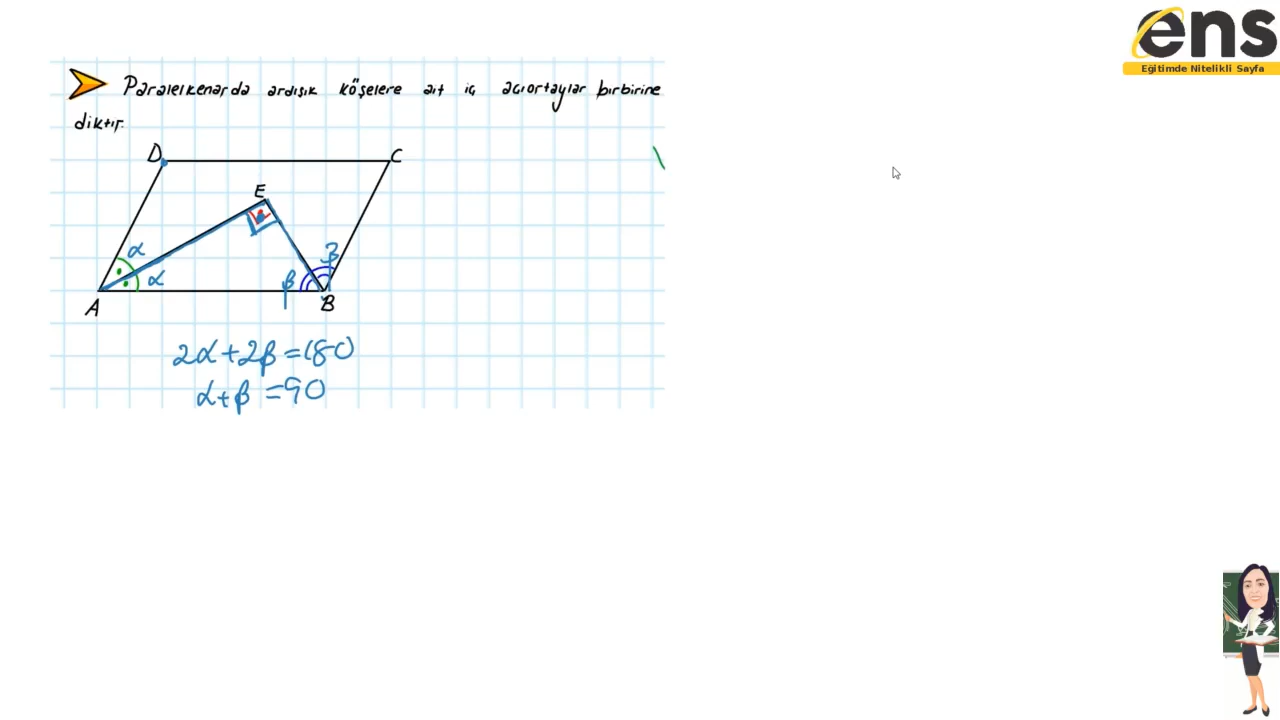 ens
Eğitimde Nitelikli Sayfa
Paralelkenarda ardışık köşelere ait iç açıortaylar birbirine
diktir.
D C
E
α β
α β
A B
2α+2β=180
α+β=90